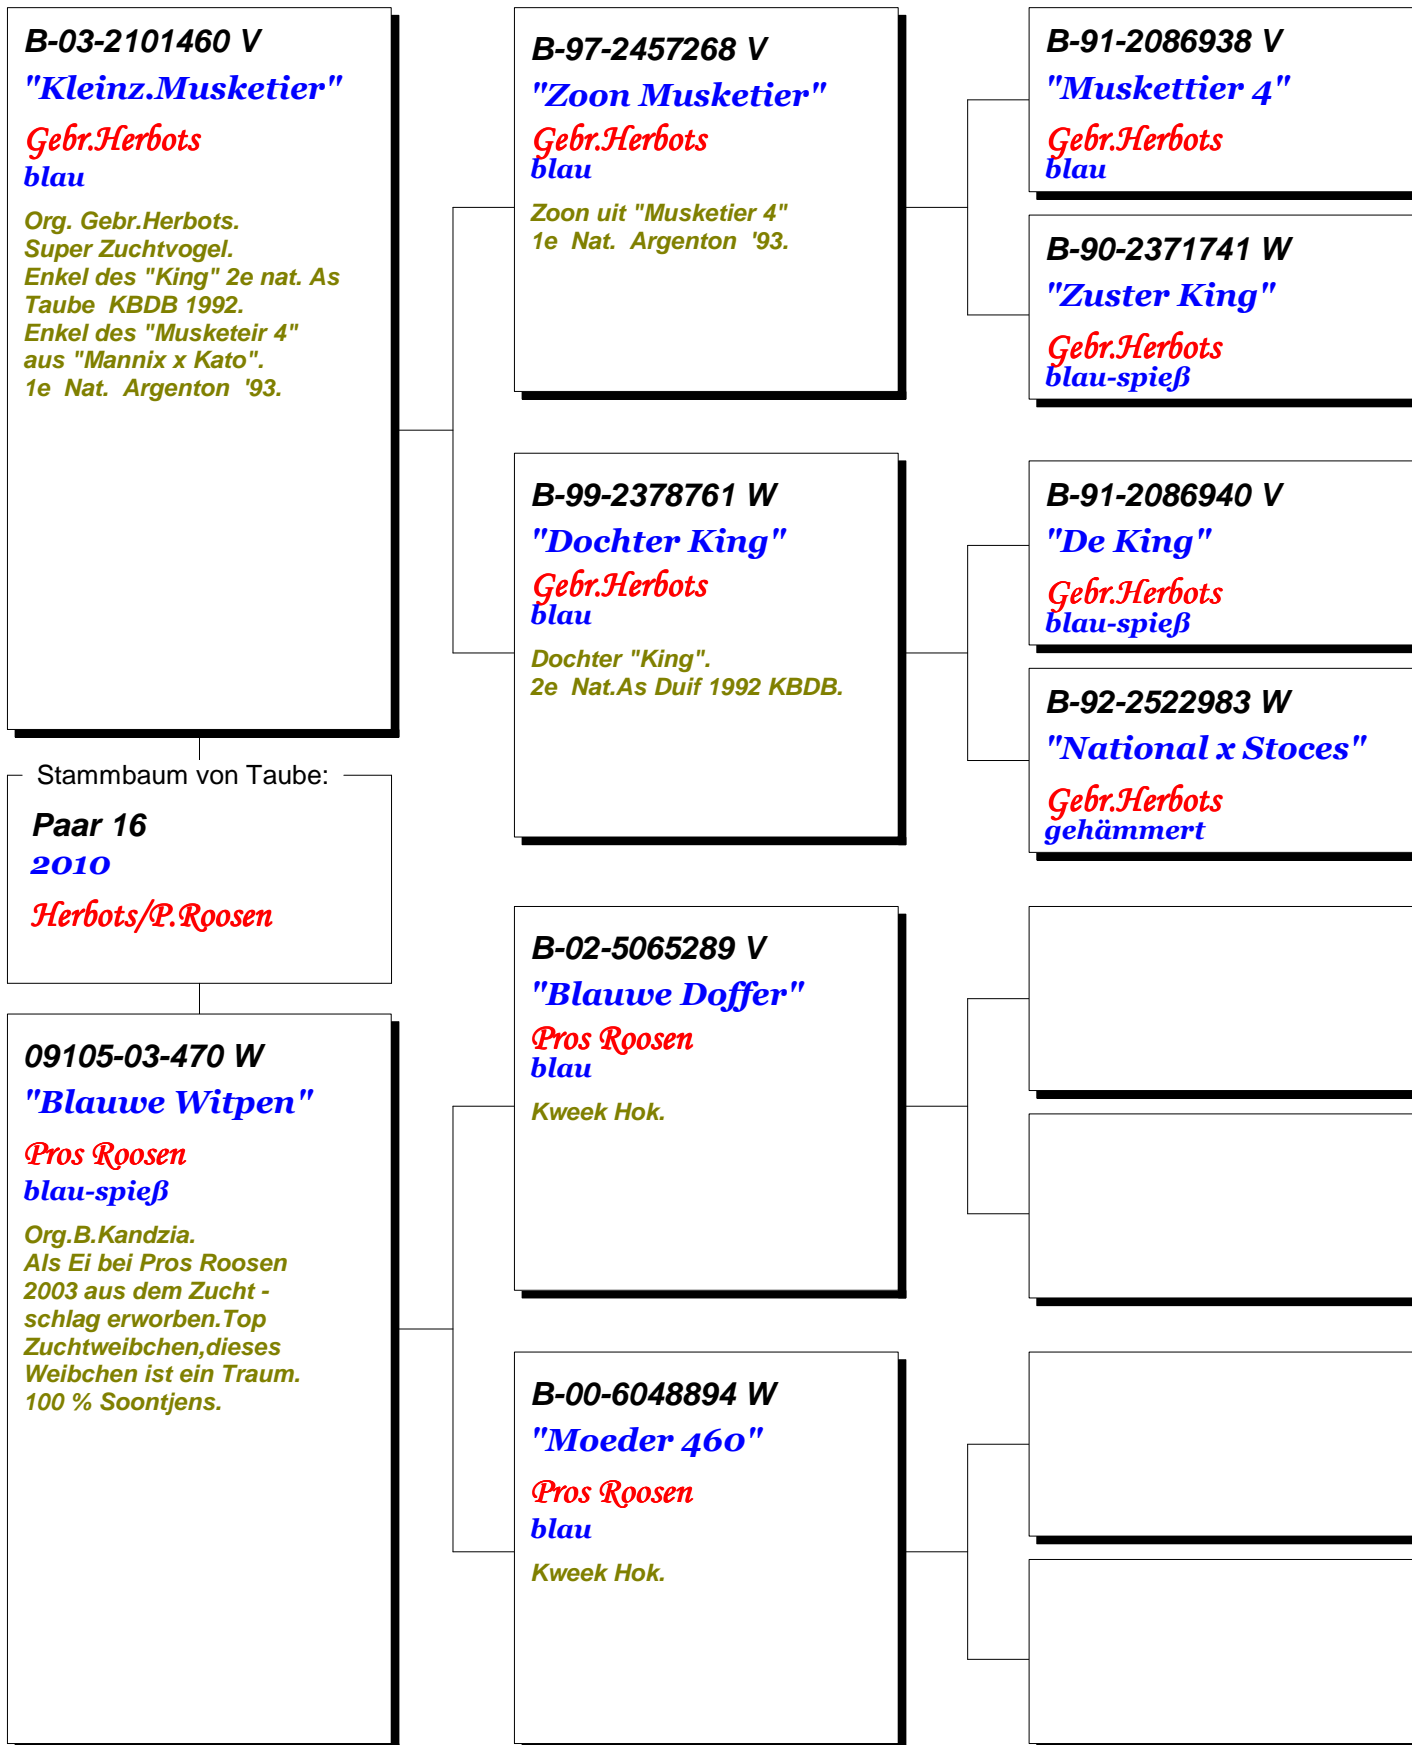 B-03-2101460 V
"Kleinz.Musketier"
Gebr.Herbots
blau
Org. Gebr.Herbots.
Super Zuchtvogel.
Enkel des "King" 2e nat. As
Taube  KBDB 1992.
Enkel des "Musketeir 4"
aus "Mannix x Kato".
1e  Nat.  Argenton  '93.
Stammbaum von Taube:
Paar 16
2010
Herbots/P.Roosen
09105-03-470 W
"Blauwe Witpen"
Pros Roosen
blau-spieß
Org.B.Kandzia.
Als Ei bei Pros Roosen
2003 aus dem Zucht -
schlag erworben.Top
Zuchtweibchen,dieses
Weibchen ist ein Traum.
100 % Soontjens.
B-97-2457268 V
"Zoon Musketier"
Gebr.Herbots
blau
Zoon uit "Musketier 4"
1e  Nat.  Argenton  '93.
B-99-2378761 W
"Dochter King"
Gebr.Herbots
blau
Dochter "King".
2e  Nat.As Duif 1992 KBDB.
B-02-5065289 V
"Blauwe Doffer"
Pros Roosen
blau
Kweek Hok.
B-00-6048894 W
"Moeder 460"
Pros Roosen
blau
Kweek Hok.
B-91-2086938 V
"Muskettier 4"
Gebr.Herbots
blau
B-90-2371741 W
"Zuster King"
Gebr.Herbots
blau-spieß
B-91-2086940 V
"De King"
Gebr.Herbots
blau-spieß
B-92-2522983 W
"National x Stoces"
Gebr.Herbots
gehämmert